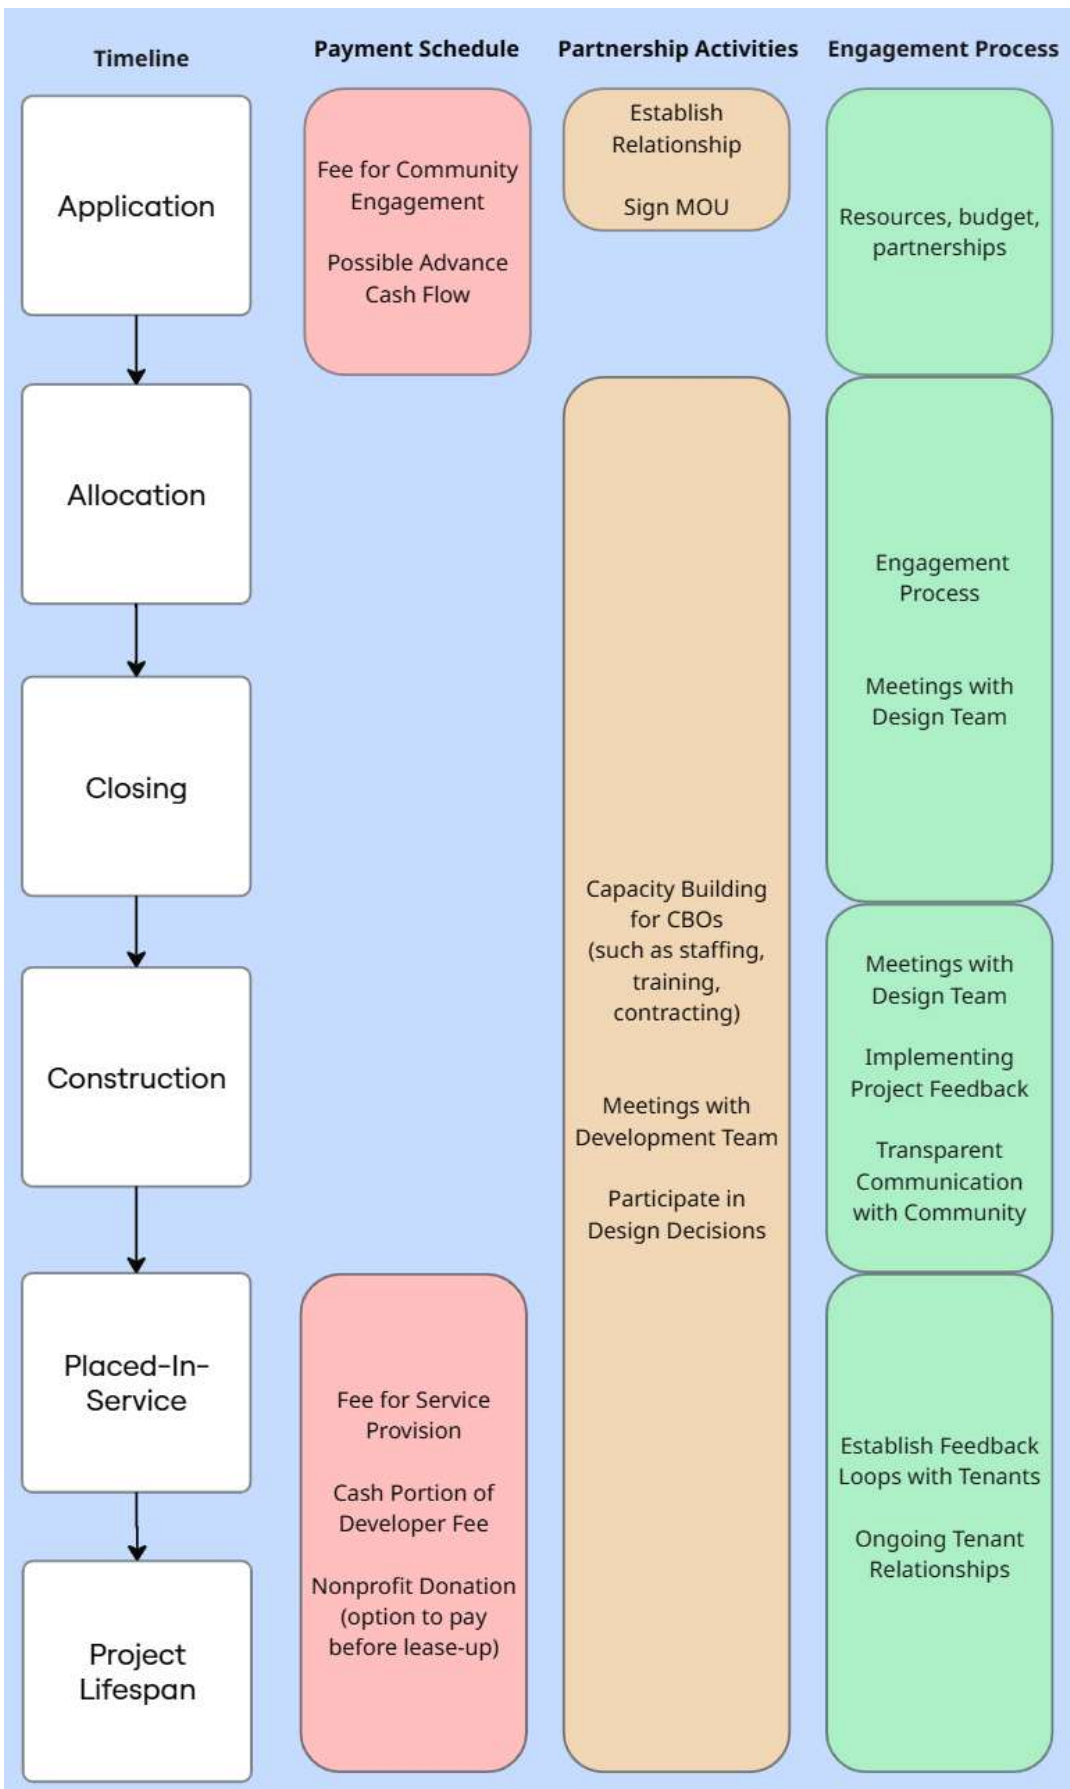 Timeline
Payment Schedule
Partnership Activities
Engagement Process
Application
Fee for Community
Engagement
Possible Advance
Cash Flow
Establish
Relationship
Sign MOU
Resources, budget,
partnerships
Allocation
Closing
Construction
Placed-In-
Service
Project
Lifespan
Fee for Service
Provision
Cash Portion of
Developer Fee
Nonprofit Donation
(option to pay
before lease-up)
Capacity Building
for CBOs
(such as staffing,
training,
contracting)
Meetings with
Development Team
Participate in
Design Decisions
Engagement
Process
Meetings with
Design Team
Meetings with
Design Team
Implementing
Project Feedback
Transparent
Communication
with Community
Establish Feedback
Loops with Tenants
Ongoing Tenant
Relationships